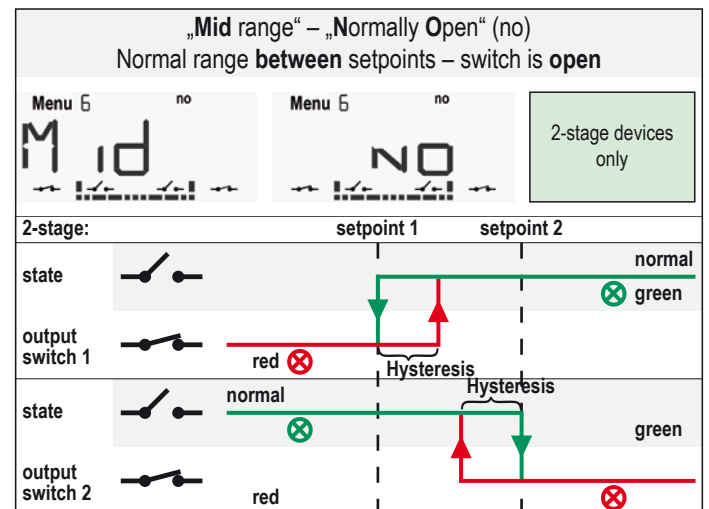 „Mid range“ – „Normally Open“ (no)
Normal range between setpoints – switch is open
Menu 6 no
Mid
Menu 6 no
NO
2-stage devices
only
2-stage: setpoint 1 setpoint 2
normal
state
green
output
switch 1
red
Hysteresis
Hysteresis
normal
state
green
output
switch 2
red